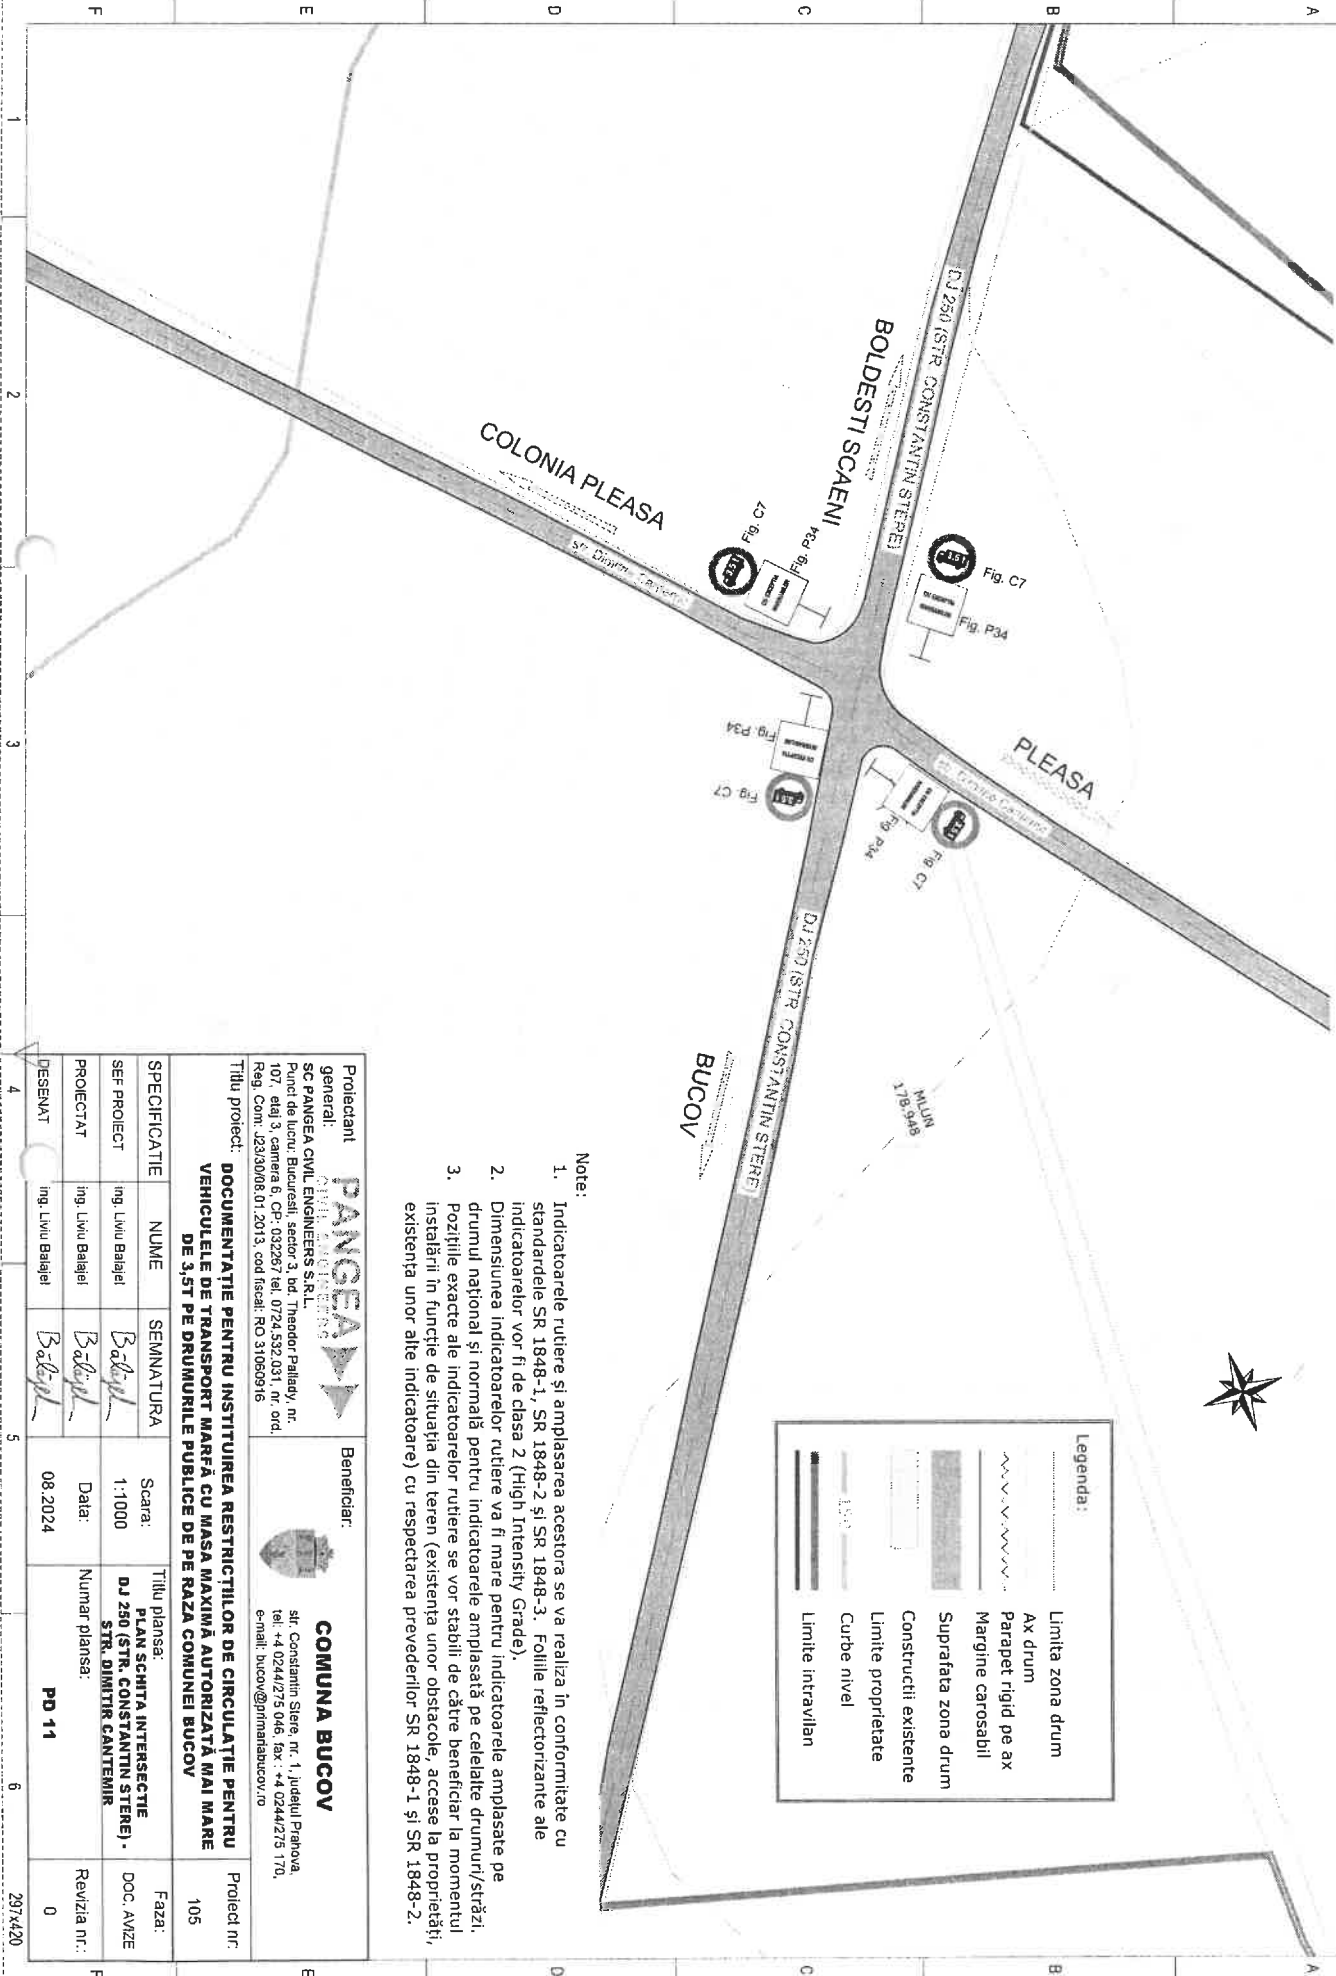 A
B
C
D
E
F
1
2
3
4
5
6
DJ 250 (STR. CONSTANTIN STERE)
BOLDESTI SCAENI
COLONIA PLEASA
Fig. C7
Fig. P34
Fig. C7
Fig. P34
PLEASA
Fig. P34
Fig. C7
Fig. P34
Fig. C7
DJ 250 (STR. CONSTANTIN STERE)
BUCOV
MLUN
178.948
Legenda:
Limita zona drum
Ax drum
Parapet rigid pe ax
Margine carosabil
Suprafata zona drum
Constructii existente
Limite proprietate
Curbe nivel
Limite intravilan
Note:
1. Indicatoarele rutiere și amplasarea acestora se va realiza în conformitate cu
standardele SR 1848-1, SR 1848-2 și SR 1848-3. Foliile reflectorizante ale
indicatoarelor vor fi de clasa 2 (High Intensity Grade).
2. Dimensiunea indicatoarelor rutiere va fi mare pentru indicatoarele amplasate pe
drumul național și normală pentru indicatoarele amplasată pe celelalte drumuri/străzi.
3. Pozițiile exacte ale indicatoarelor rutiere se vor stabili de către beneficiar la momentul
instalării în funcție de situația din teren (existența unor obstacole, accese la proprietăți,
existența unor alte indicatoare) cu respectarea prevederilor SR 1848-1 și SR 1848-2.
Proiectant
general:
PANGEA
CIVIL ENGINEERS
SC PANGEA CIVIL ENGINEERS S.R.L.
Punct de lucru: Bucuresti, sector 3, bd. Theodor Pallady, nr.
107, etaj 3, camera 6, CP: 032267 tel. 0724.532.031, nr. ord.
Reg. Com: J23/30/08.01.2013, cod fiscal: RO 31060916
Beneficiar:
COMUNA BUCOV
str. Constantin Stere, nr. 1, județul Prahova,
tel: +4 0244/275 046, fax : +4 0244/275 170,
e-mail: bucov@primariabucov.ro
Titlu proiect:
DOCUMENTAȚIE PENTRU INSTITUIREA RESTRICȚIILOR DE CIRCULAȚIE PENTRU
VEHICULELE DE TRANSPORT MARFĂ CU MASA MAXIMĂ AUTORIZATĂ MAI MARE
DE 3,5T PE DRUMURILE PUBLICE DE PE RAZA COMUNEI BUCOV
Proiect nr:
105
SPECIFICATIE
NUME
SEMNATURA
Scara:
1:1000
Titlu plansa:
PLAN SCHITA INTERSECTIE
DJ 250 (STR. CONSTANTIN STERE) -
STR. DIMITIR CANTEMIR
Faza:
DOC. AVIZE
SEF PROIECT
ing. Liviu Balajel
Balajel
PROIECTAT
ing. Liviu Balajel
Balajel
Data:
08.2024
Numar plansa:
PD 11
Revizia nr.:
0
DESENAT
ing. Liviu Balajel
Balajel
297x420